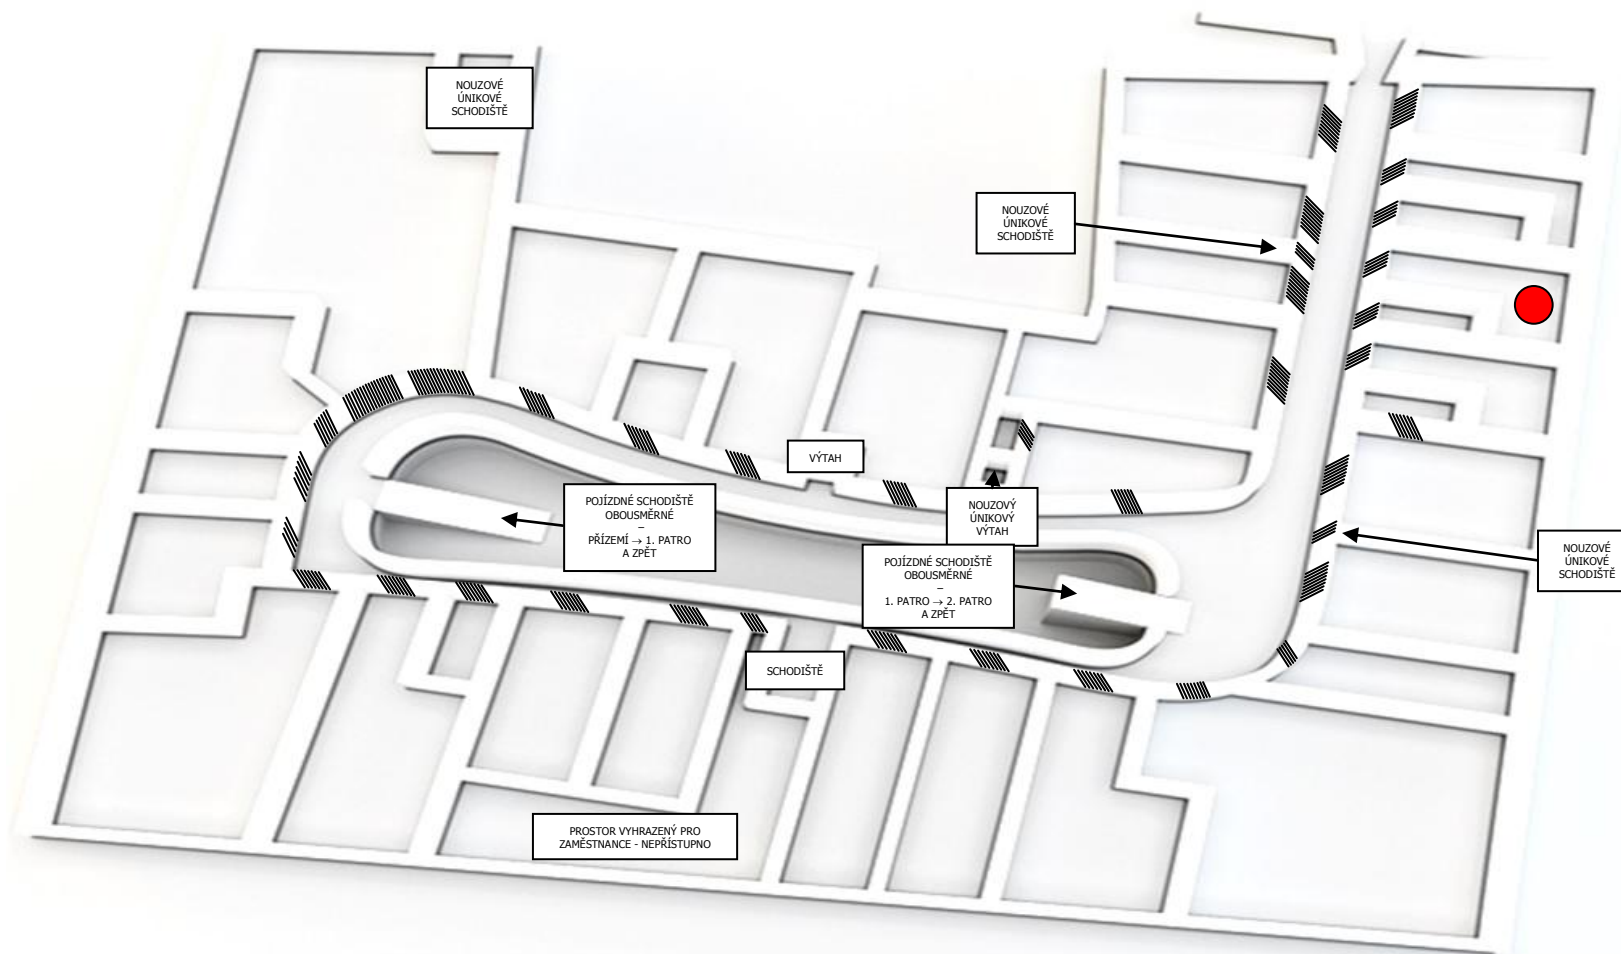 NOUZOVÉ
ÚNIKOVÉ
SCHODIŠTĚ
NOUZOVÉ
ÚNIKOVÉ
SCHODIŠTĚ
VÝTAH
POJÍZDNÉ SCHODIŠTĚ
OBOUSMĚRNÉ
–
PŘÍZEMÍ → 1. PATRO
A ZPĚT
NOUZOVÝ
ÚNIKOVÝ
VÝTAH
POJÍZDNÉ SCHODIŠTĚ
OBOUSMĚRNÉ
–
1. PATRO → 2. PATRO
A ZPĚT
NOUZOVÉ
ÚNIKOVÉ
SCHODIŠTĚ
SCHODIŠTĚ
PROSTOR VYHRAZENÝ PRO
ZAMĚSTNANCE - NEPŘÍSTUPNO